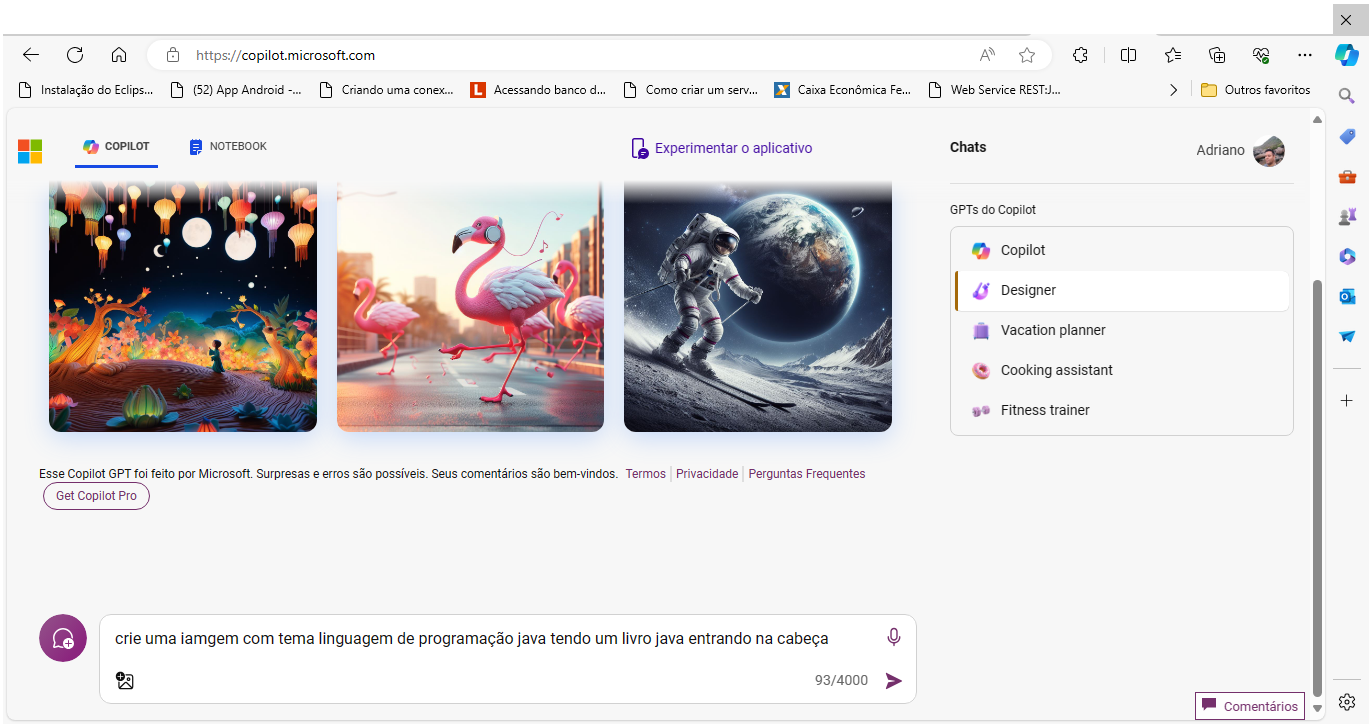 https://copilot.microsoft.com
Instalação do Eclips...
(52) App Android -...
Criando uma conex...
Acessando banco d...
Como criar um serv...
Caixa Econômica Fe...
Web Service REST:J...
Outros favoritos
COPILOT
NOTEBOOK
Experimentar o aplicativo
Chats
Adriano
GPTs do Copilot
Copilot
Designer
Vacation planner
Cooking assistant
Fitness trainer
Esse Copilot GPT foi feito por Microsoft. Surpresas e erros são possíveis. Seus comentários são bem-vindos. Termos Privacidade Perguntas Frequentes
Get Copilot Pro
crie uma iamgem com tema linguagem de programação java tendo um livro java entrando na cabeça
93/4000
Comentários